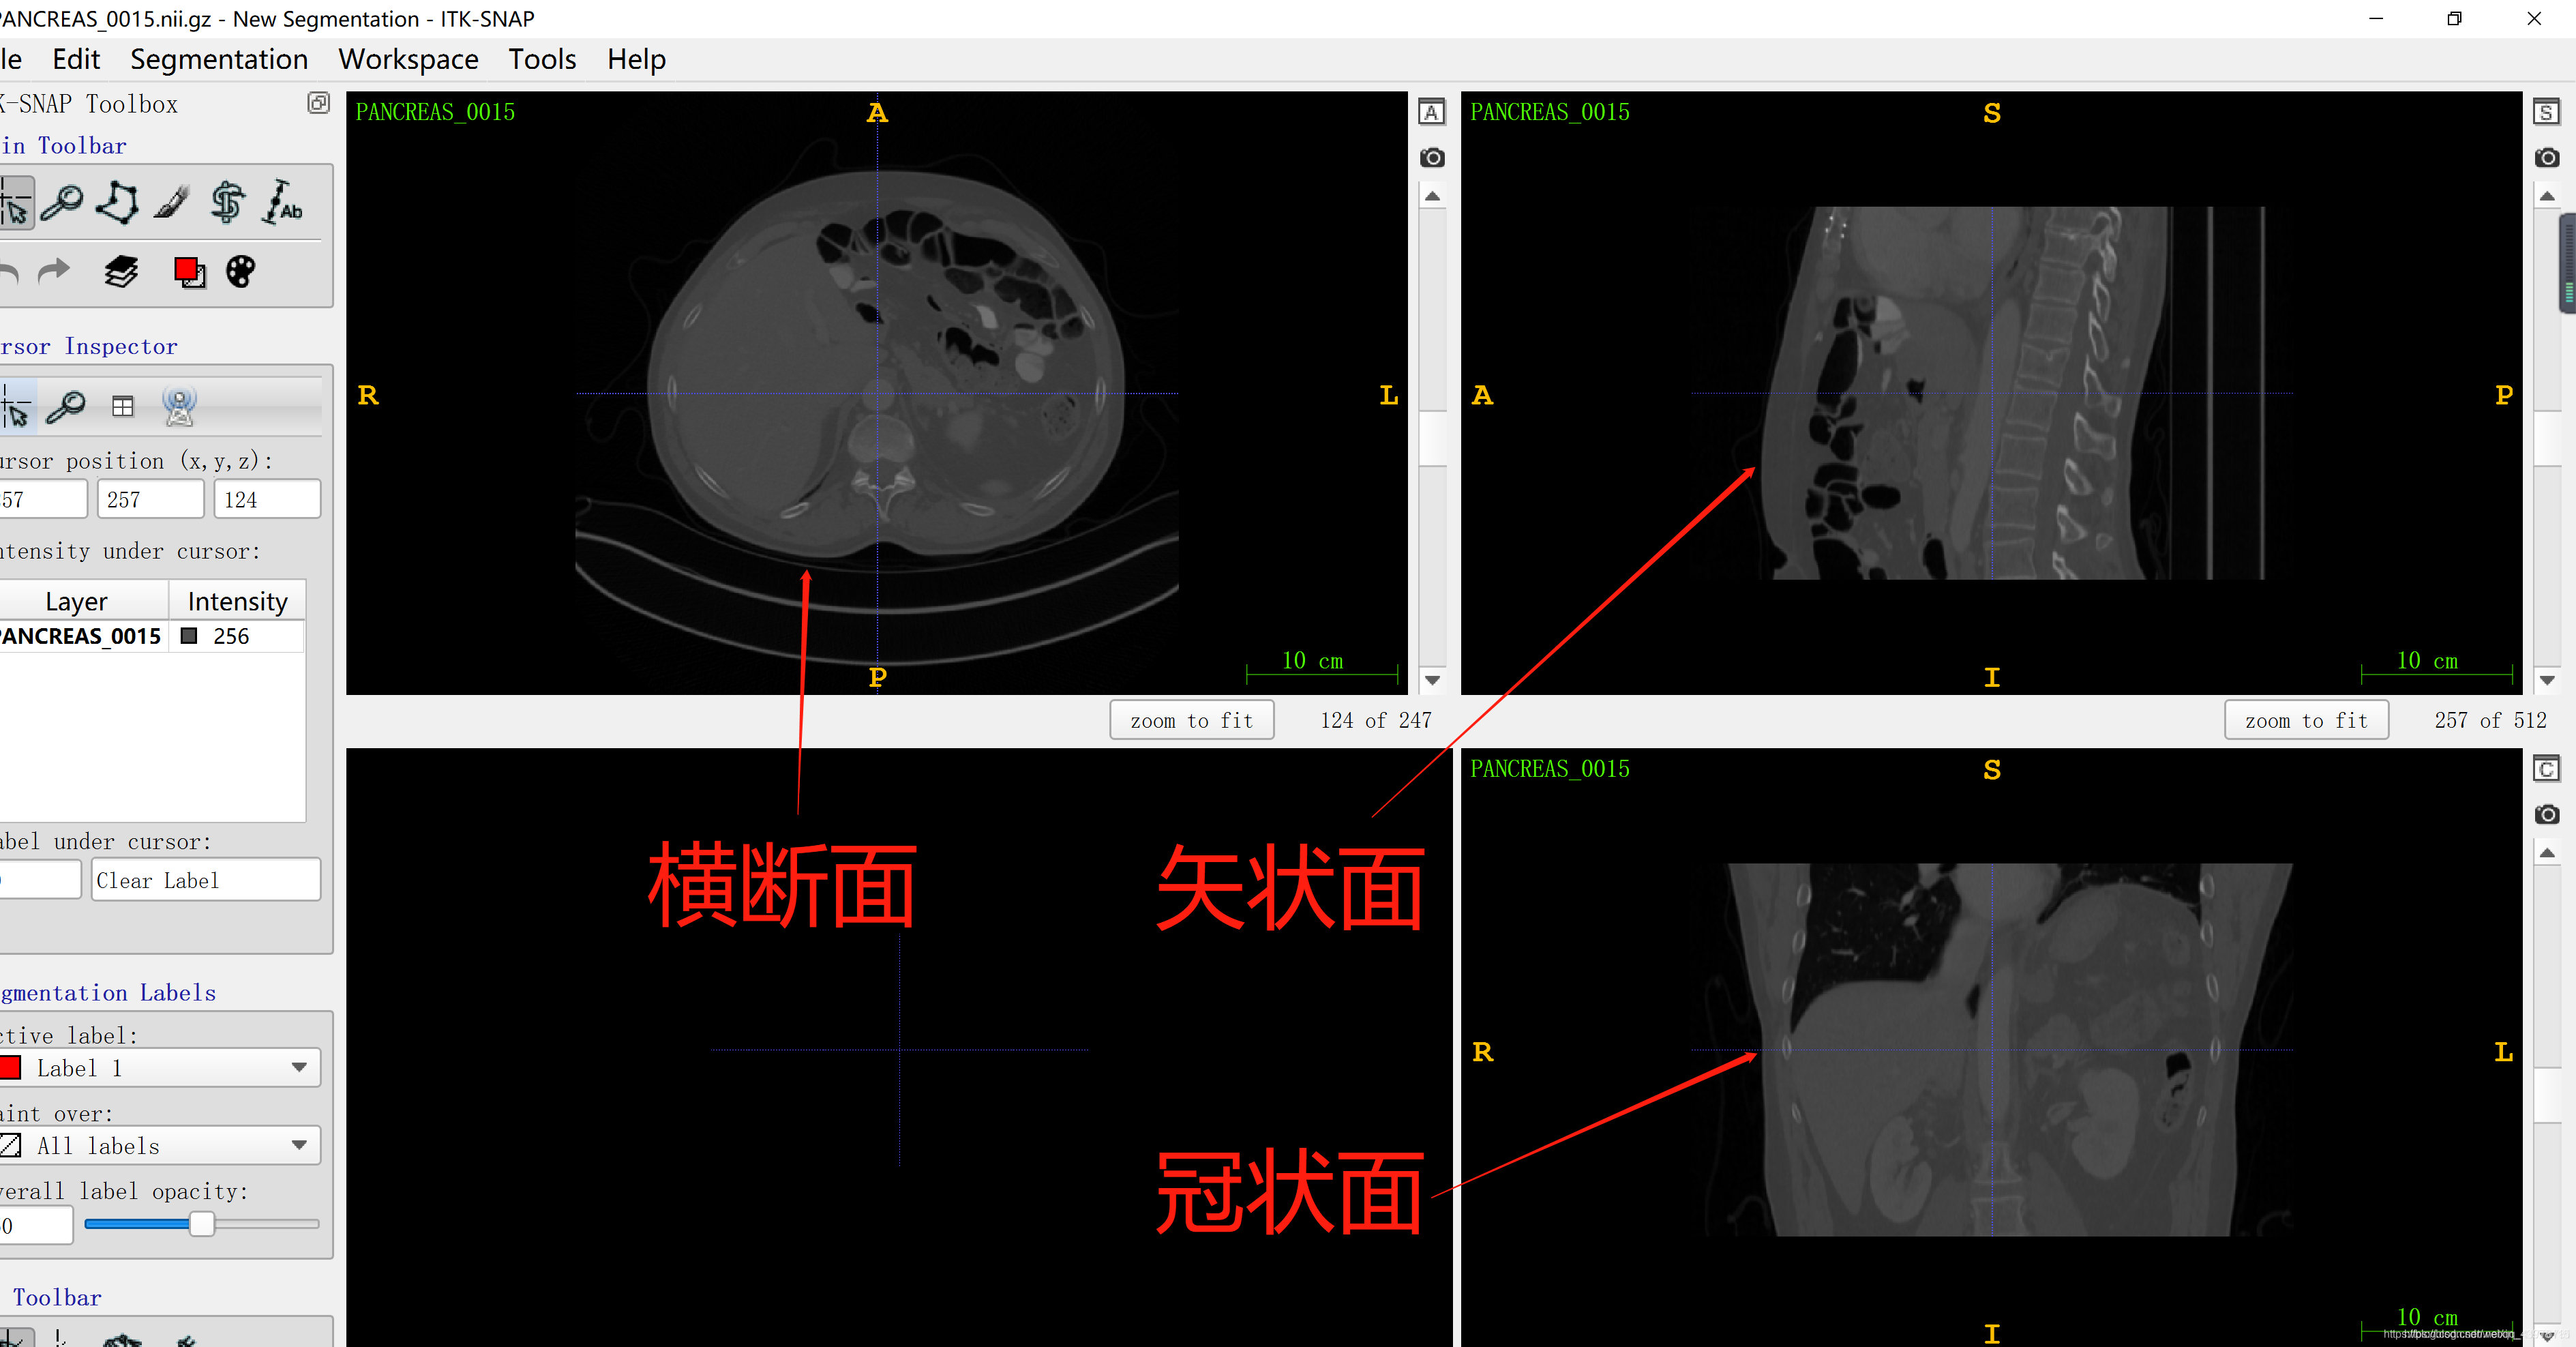 PANCREAS_0015.nii.gz - New Segmentation - ITK-SNAP
le Edit Segmentation Workspace Tools Help
K-SNAP Toolbox
in Toolbar
Ab
rsor Inspector
ursor position (x,y,z):
57 257 124
ntensity under cursor:
Layer Intensity
PANCREAS_0015 256
abel under cursor:
0 Clear Label
gmentation Labels
ctive label:
Label 1
aint over:
All labels
verall label opacity:
0
Toolbar
PANCREAS_0015
A
R
L
P
10 cm
A
zoom to fit 124 of 247
PANCREAS_0015
S
A
P
I
10 cm
S
zoom to fit 257 of 512
横断面
矢状面
冠状面
PANCREAS_0015
S
R
L
I
10 cm
C